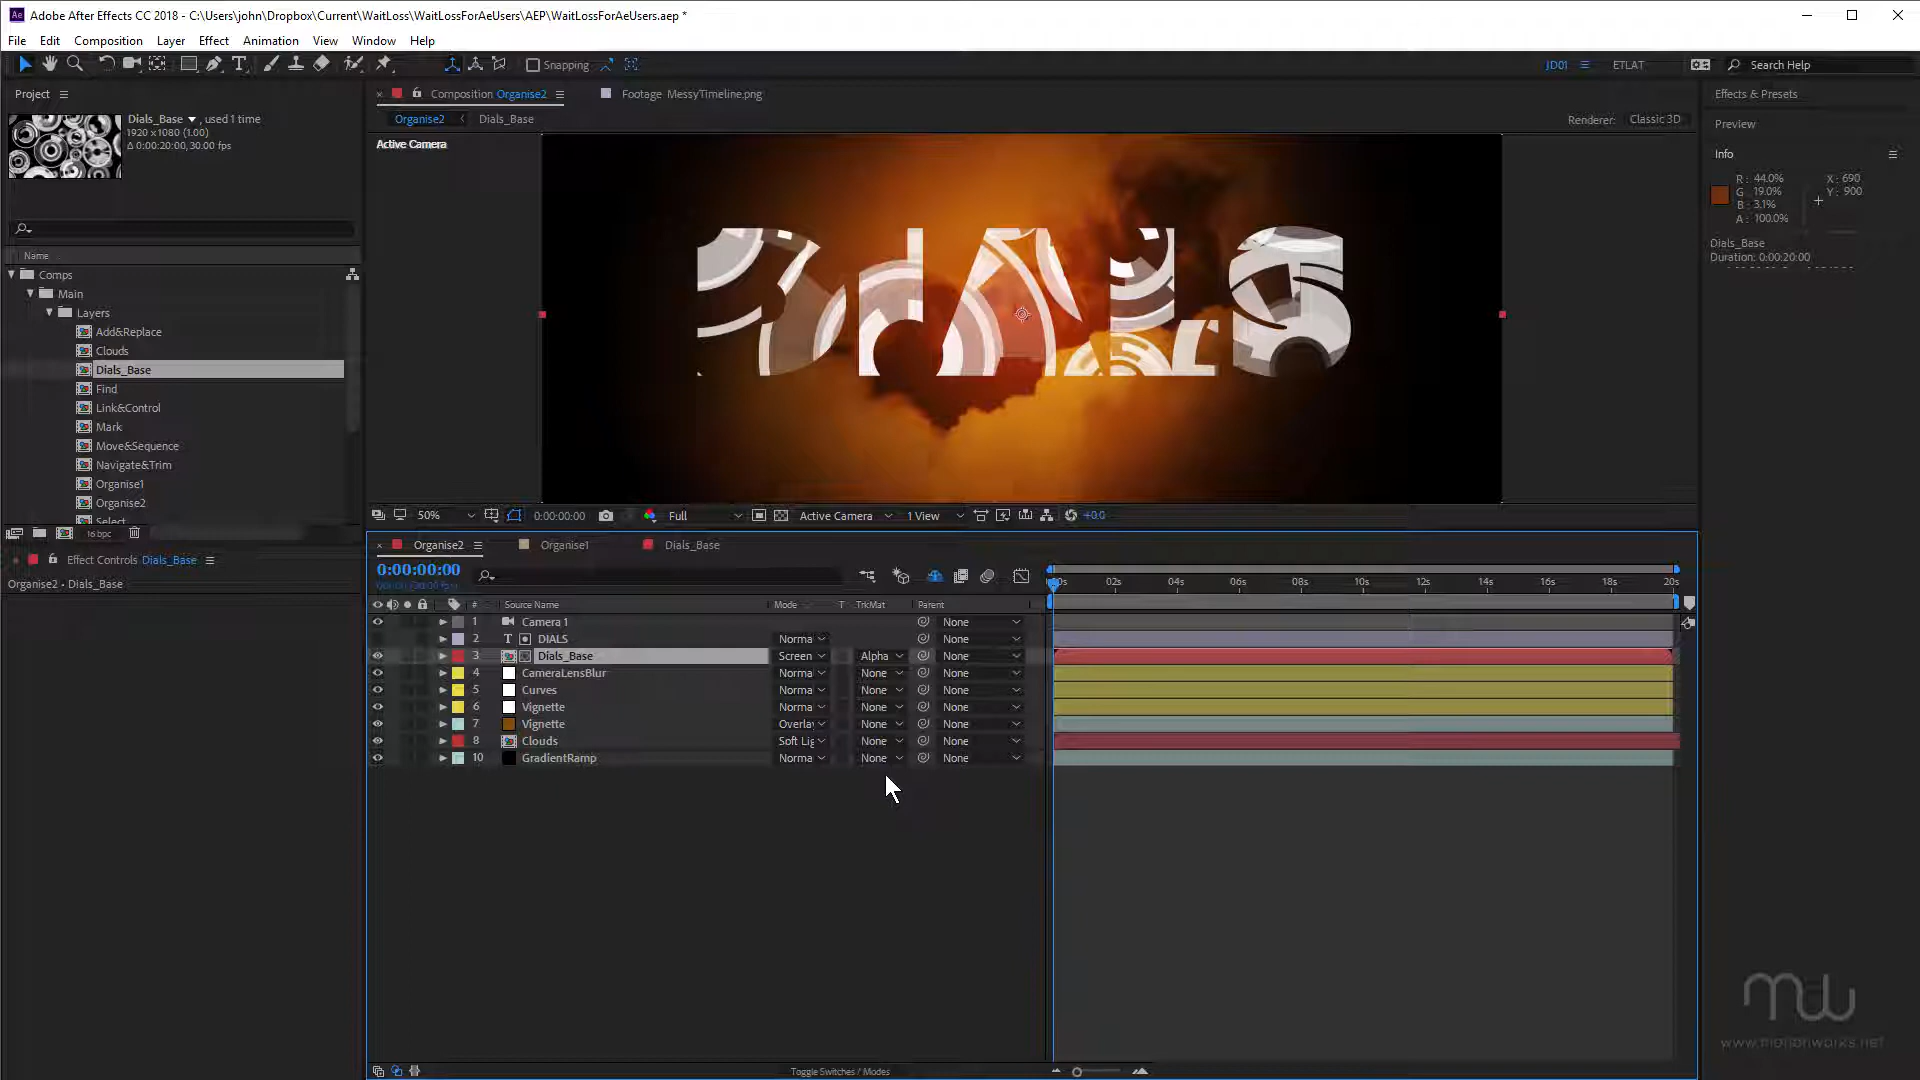 Adobe After Effects CC 2018 - C:\Users\john\Dropbox\Current\WaitLoss\WaitLossForAeUsers\AEP\WaitLossForAeUsers.aep *
File Edit Composition Layer Effect Animation View Window Help
Snapping JD01 ETLAT Search Help
Project
Dials_Base , used 1 time
1920 x 1080 (1.00)
Δ 0:00:20:00, 30.00 fps
Name
Comps
Main
Layers
Add&Replace
Clouds
Dials_Base
Find
Link&Control
Mark
Move&Sequence
Navigate&Trim
Organise1
Organise2
Select
16 bpc
Effect Controls Dials_Base
Organise2 • Dials_Base
Composition Organise2 Footage MessyTimeline.png
Organise2 Dials_Base Renderer: Classic 3D
Active Camera
DIALS
50% 0:00:00:00 Full Active Camera 1 View +0.0
Effects & Presets
Preview
Info
R: 44.0% X: 690
G: 19.0% Y: 900
B: 3.1%
A: 100.0%
Dials_Base
Duration: 0:00:20:00
Organise2 Organise1 Dials_Base
0:00:00:00
02s 04s 06s 08s 10s 12s 14s 16s 18s 20s
# Source Name Mode T TrkMat Parent
1 Camera 1 None
2 T DIALS Norma None
3 Dials_Base Screen Alpha None
4 CameraLensBlur Norma None None
5 Curves Norma None None
6 Vignette Norma None None
7 Vignette Overla None None
8 Clouds Soft Lig None None
10 GradientRamp Norma None None
Toggle Switches / Modes
maw
www.motionworks.net